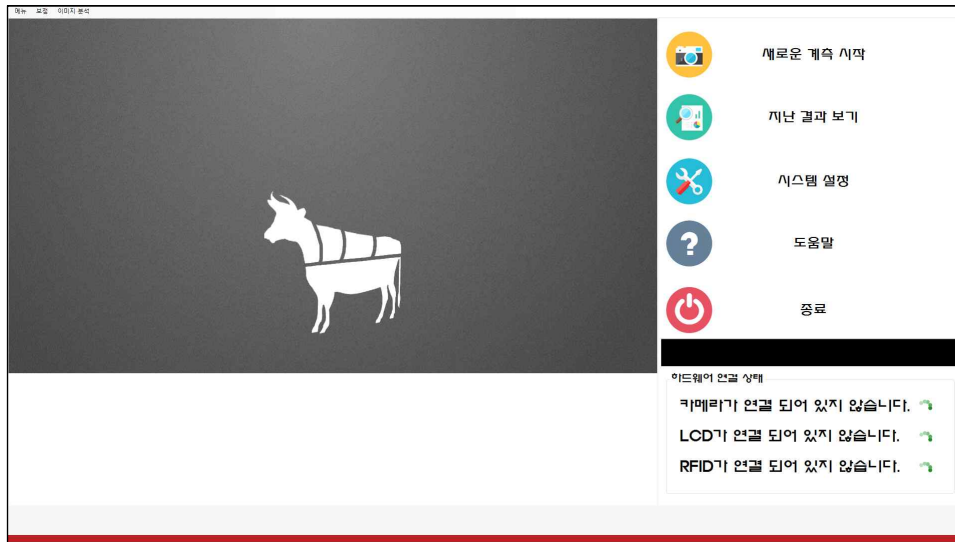 메뉴 보정 이미지 분석
새로운 계측 시작
지난 결과 보기
시스템 설정
도움말
종료
하드웨어 연결 상태
카메라가 연결 되어 있지 않습니다.
LCD가 연결 되어 있지 않습니다.
RFID가 연결 되어 있지 않습니다.